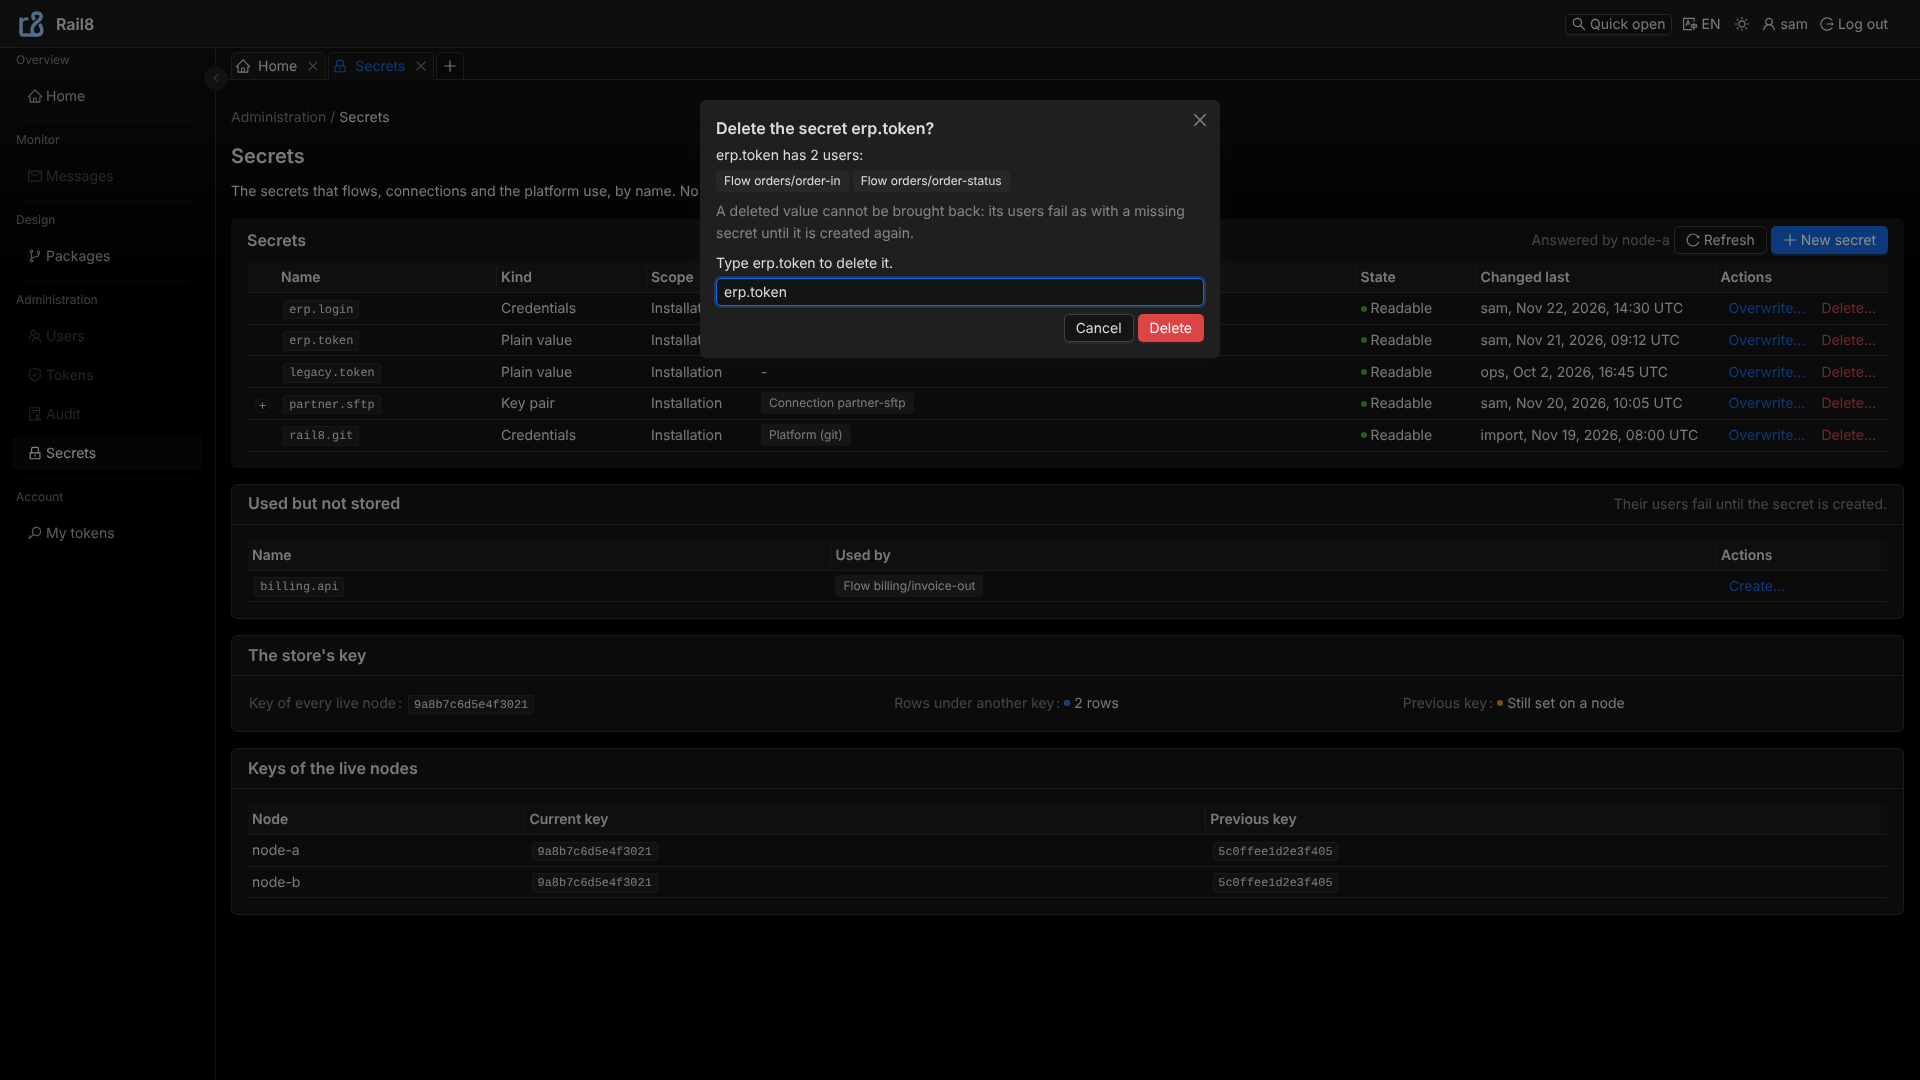 Rail8
Quick open
EN
sam
Log out
Overview
Home
Monitor
Messages
Design
Packages
Administration
Users
Tokens
Audit
Secrets
Account
My tokens
Home
Secrets
Administration / Secrets
Secrets
The secrets that flows, connections and the platform use, by name. No
Delete the secret erp.token?
erp.token has 2 users:
Flow orders/order-in Flow orders/order-status
A deleted value cannot be brought back: its users fail as with a missing
secret until it is created again.
Type erp.token to delete it.
erp.token
Cancel Delete
Secrets Answered by node-a Refresh New secret
Name Kind Scope State Changed last Actions
erp.login Credentials Readable sam, Nov 22, 2026, 14:30 UTC Overwrite... Delete...
erp.token Plain value Readable sam, Nov 21, 2026, 09:12 UTC Overwrite... Delete...
legacy.token Plain value Installation - Readable ops, Oct 2, 2026, 16:45 UTC Overwrite... Delete...
partner.sftp Key pair Installation Connection partner-sftp Readable sam, Nov 20, 2026, 10:05 UTC Overwrite... Delete...
rail8.git Credentials Installation Platform (git) Readable import, Nov 19, 2026, 08:00 UTC Overwrite... Delete...
Used but not stored Their users fail until the secret is created.
Name Used by Actions
billing.api Flow billing/invoice-out Create...
The store's key
Key of every live node: 9a8b7c6d5e4f3021 Rows under another key: 2 rows Previous key: Still set on a node
Keys of the live nodes
Node Current key Previous key
node-a 9a8b7c6d5e4f3021 5c0ffee1d2e3f405
node-b 9a8b7c6d5e4f3021 5c0ffee1d2e3f405